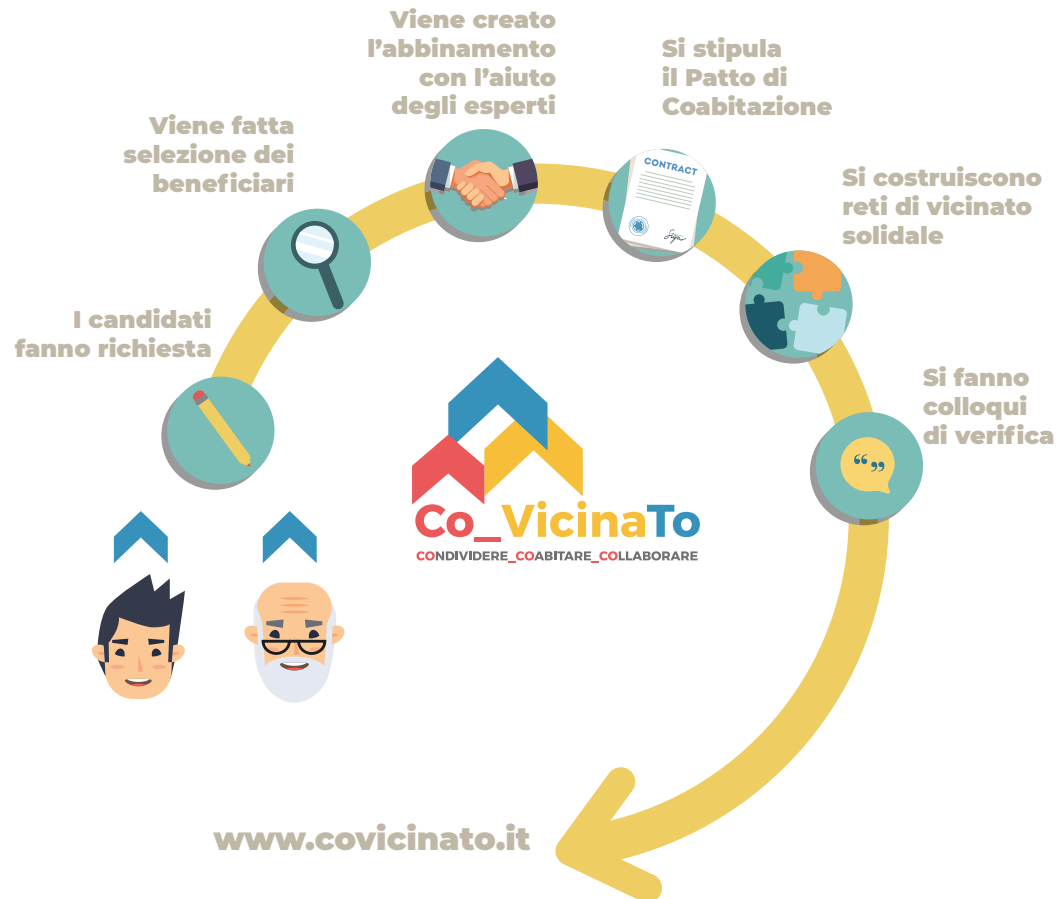 I candidati
fanno richiesta
Viene fatta
selezione dei
beneficiari
Viene creato
l’abbinamento
con l’aiuto
degli esperti
Si stipula
il Patto di
Coabitazione
CONTRACT
Si costruiscono
reti di vicinato
solidale
Si fanno
colloqui
di verifica
Co_VicinaTo
CONDIVIDERE_COABITARE_COLLABORARE
www.covicinato.it